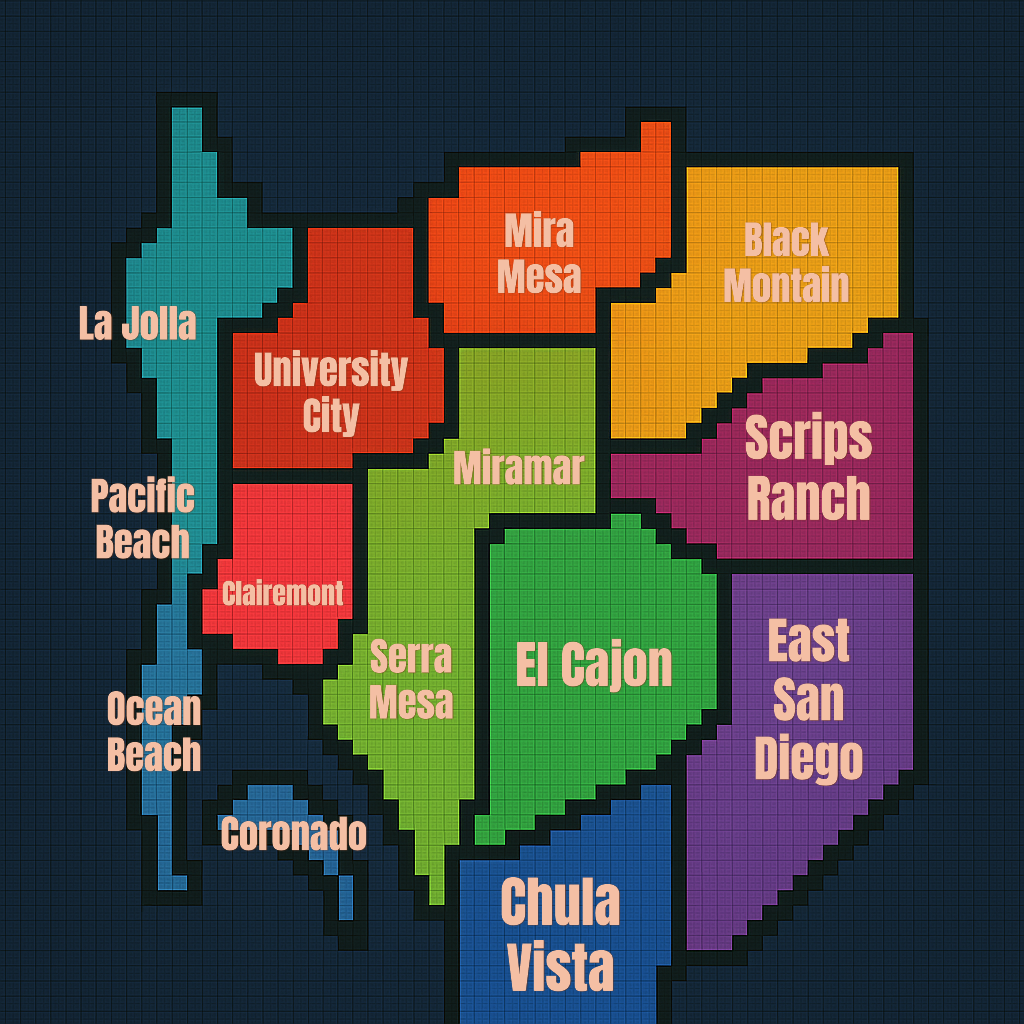 Mira
Mesa
Black
Montain
La Jolla
University
City
Scrips
Ranch
Miramar
Pacific
Beach
Clairemont
Serra
Mesa
El Cajon
East
San
Diego
Ocean
Beach
Coronado
Chula
Vista